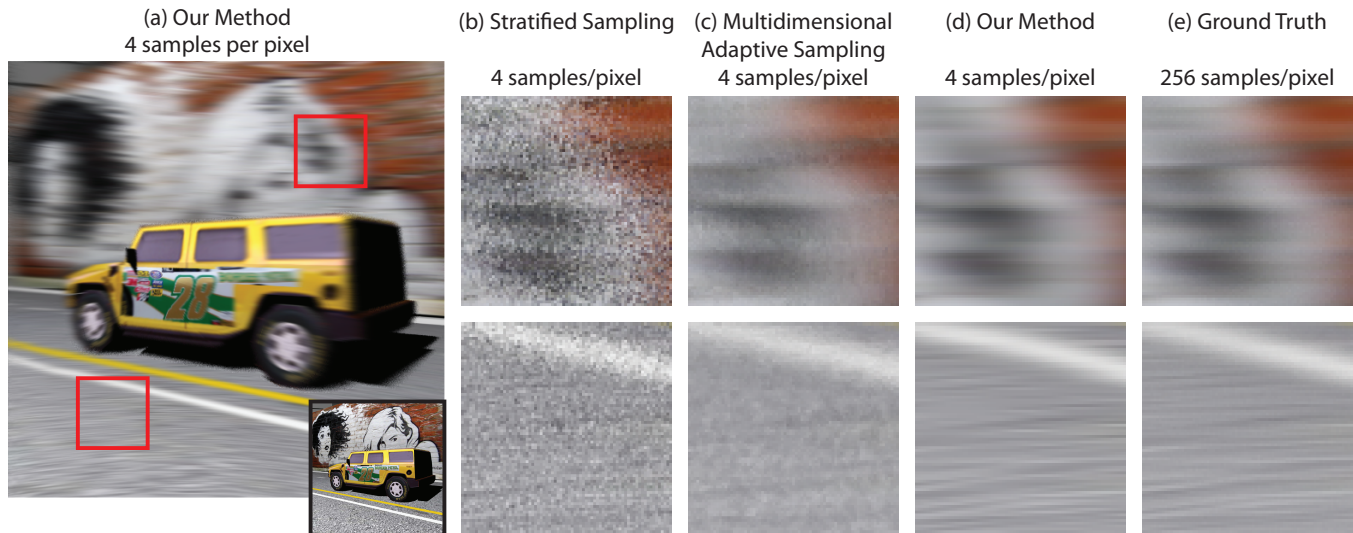 (a) Our Method
4 samples per pixel
(b) Stratified Sampling
4 samples/pixel
(c) Multidimensional
Adaptive Sampling
4 samples/pixel
(d) Our Method
4 samples/pixel
(e) Ground Truth
256 samples/pixel
28